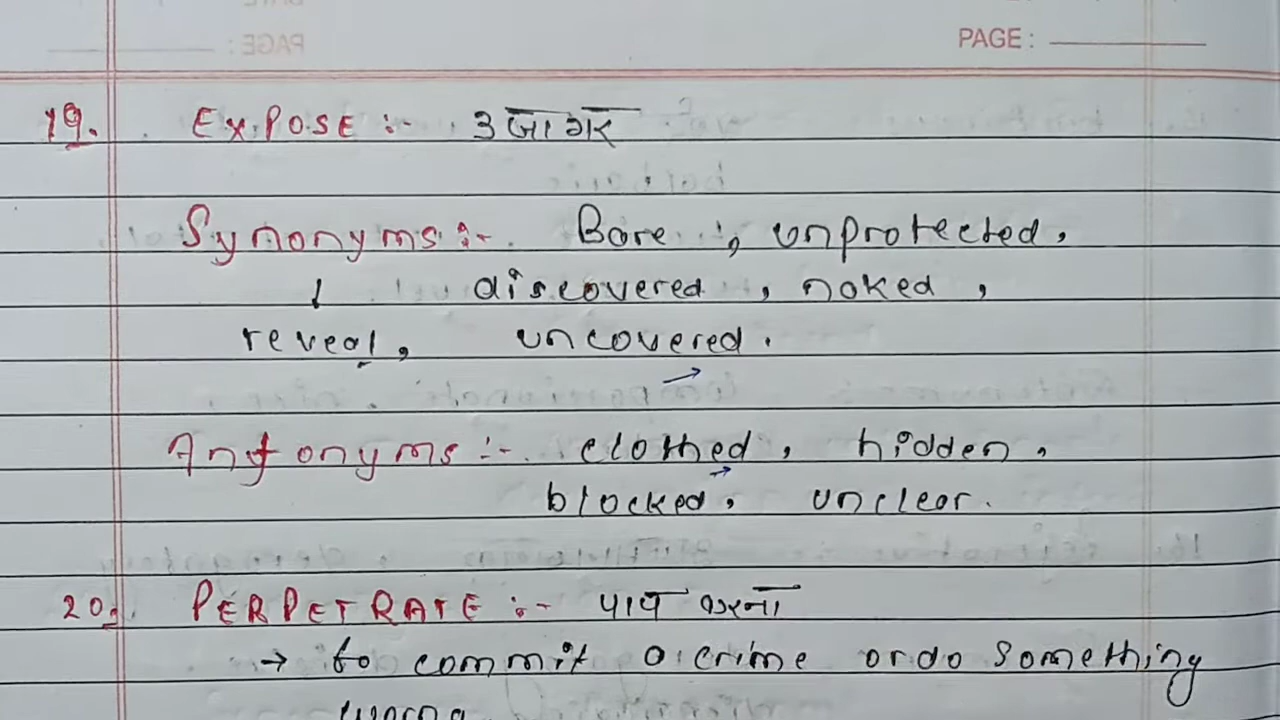 PAGE :
19. EXPOSE :- उजागर
Synonyms :- Bare, unprotected,
discovered, naked,
reveal, uncovered.
Antonyms :- clothed, hidden,
blocked, unclear.
20. PERPETRATE :- पाप करना
→ to commit a crime or do something